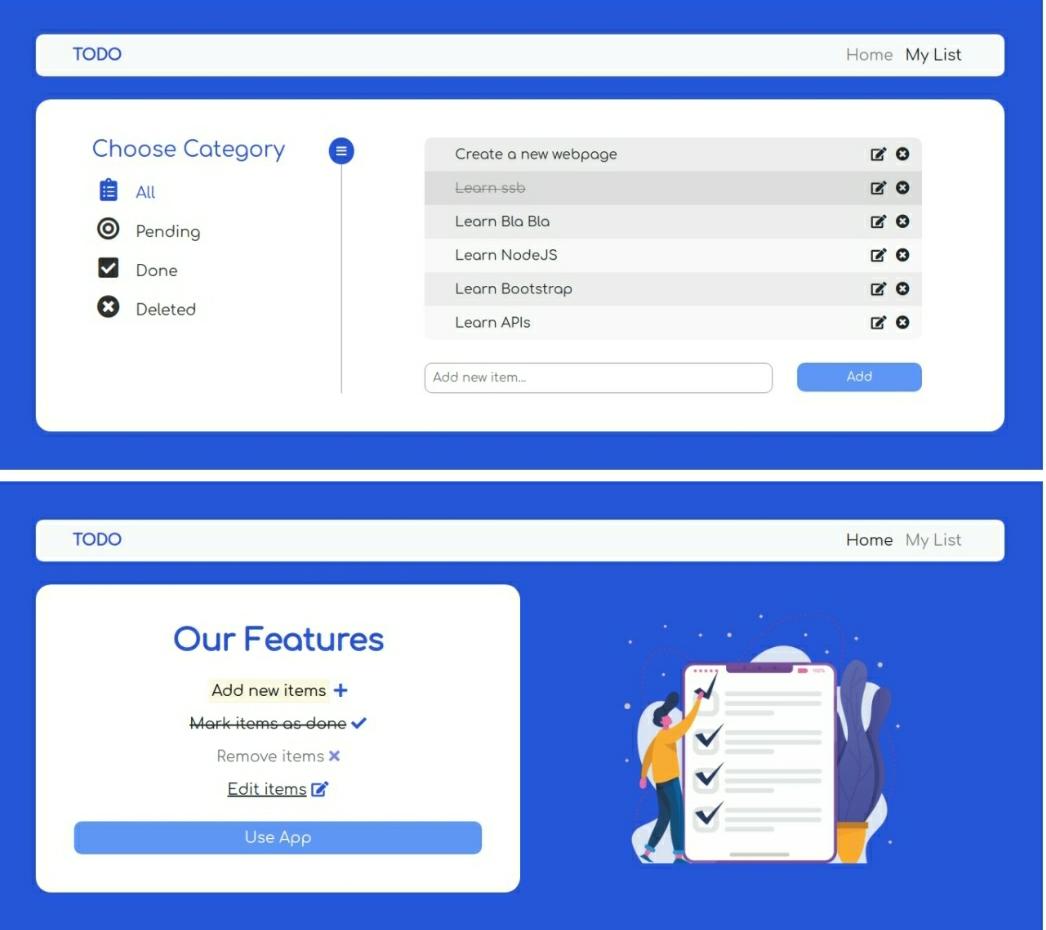 TODO
Home My List
Choose Category
All
Pending
Done
Deleted
Create a new webpage
Learn ssb
Learn Bla Bla
Learn NodeJS
Learn Bootstrap
Learn APIs
Add new item...
Add
TODO
Home My List
Our Features
Add new items
Mark items as done
Remove items
Edit items
Use App
100%